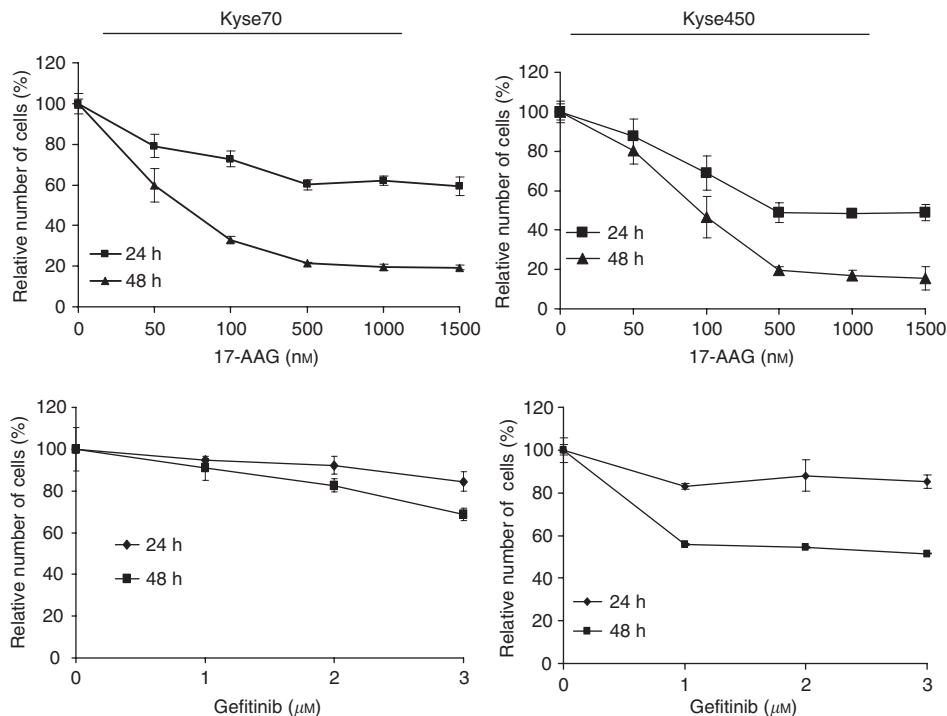 Kyse70
Kyse450
Relative number of cells (%)
120
100
80
60
40
20
0
24 h
48 h
0 50 100 500 1000 1500
17-AAG (nM)
Relative number of cells (%)
120
100
80
60
40
20
0
24 h
48 h
0 50 100 500 1000 1500
17-AAG (nM)
Relative number of cells (%)
120
100
80
60
40
20
0
24 h
48 h
0 1 2 3
Gefitinib (μM)
Relative number of cells (%)
120
100
80
60
40
20
0
24 h
48 h
0 1 2 3
Gefitinib (μM)